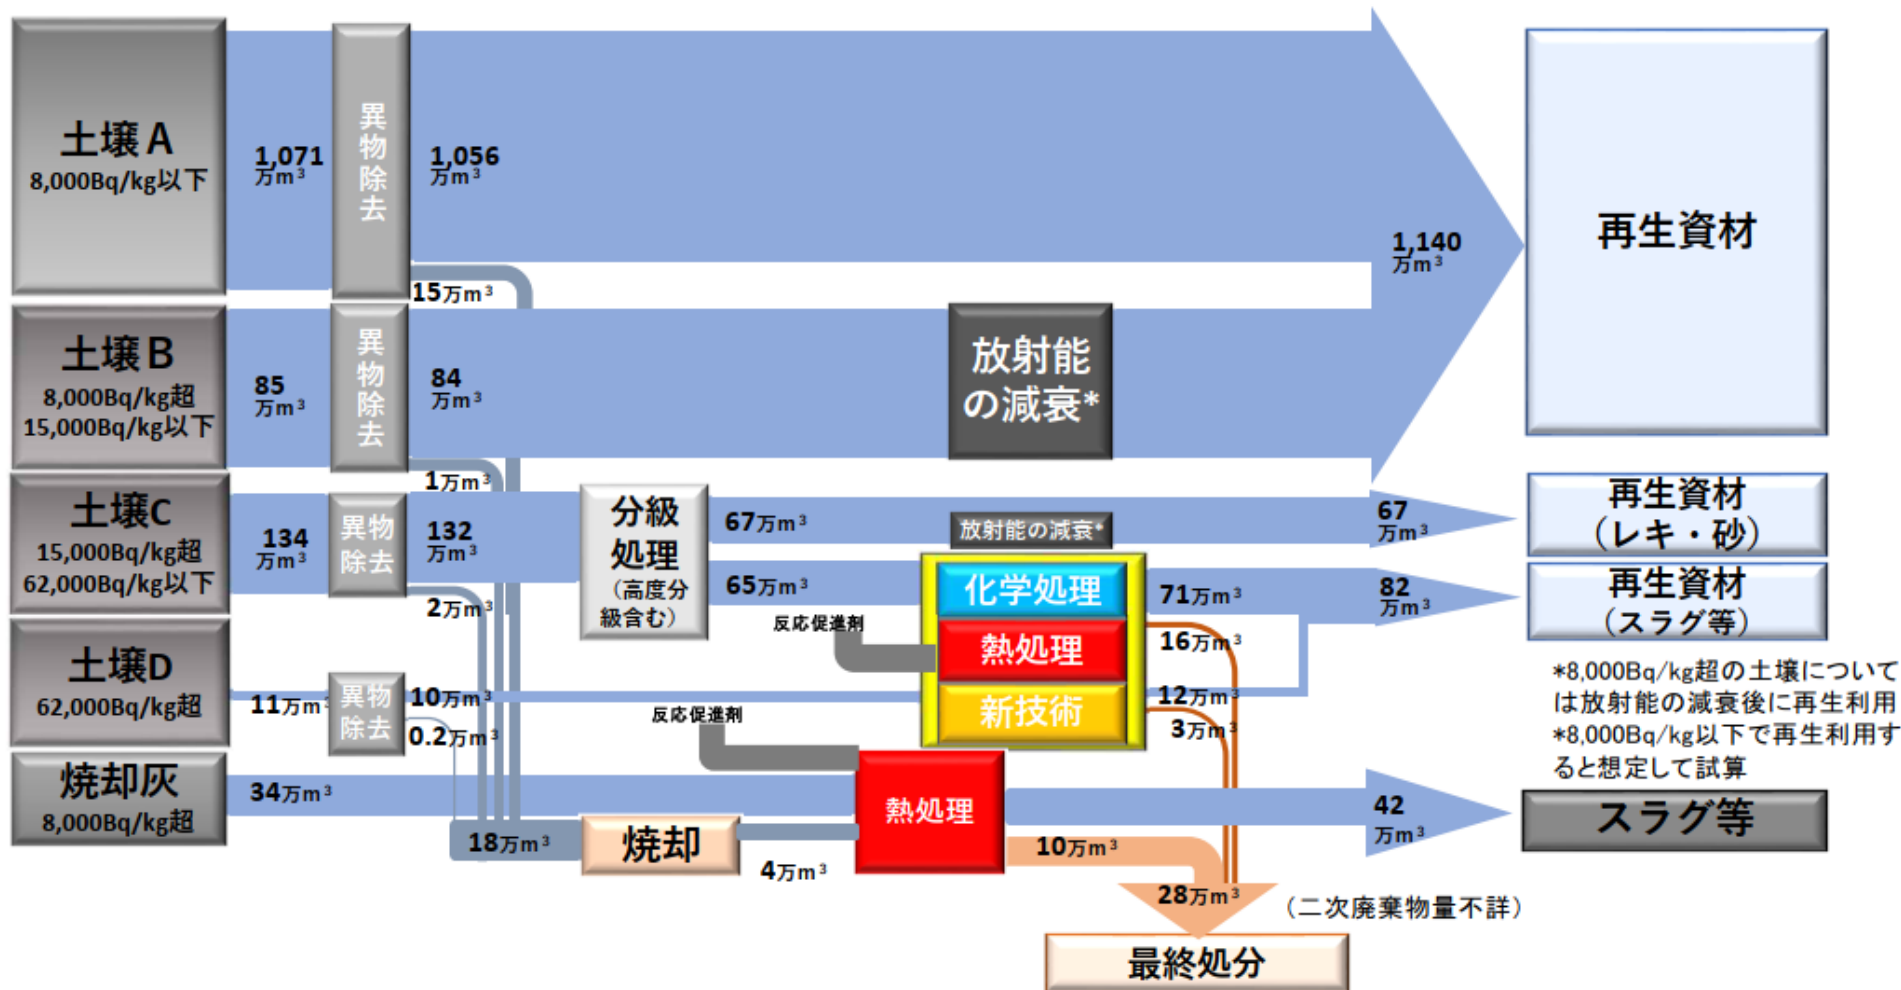 土壌A
8,000Bq/kg以下
1,071
万m³
異物除去
1,056
万m³
15万m³
1,140
万m³
再生資材
土壌B
8,000Bq/kg超
15,000Bq/kg以下
85
万m³
異物除去
84
万m³
1万m³
放射能
の減衰*
土壌C
15,000Bq/kg超
62,000Bq/kg以下
134
万m³
異物
除去
132
万m³
2万m³
分級
処理
(高度分
級含む)
67万m³
65万m³
放射能の減衰*
化学処理
熱処理
新技術
反応促進剤
71万m³
16万m³
12万m³
3万m³
67
万m³
再生資材
(レキ・砂)
82
万m³
再生資材
(スラグ等)
土壌D
62,000Bq/kg超
11万m³
異物
除去
10万m³
0.2万m³
反応促進剤
*8,000Bq/kg超の土壌について
は放射能の減衰後に再生利用
*8,000Bq/kg以下で再生利用す
ると想定して試算
焼却灰
8,000Bq/kg超
34万m³
18万m³
焼却
4万m³
熱処理
42
万m³
スラグ等
10万m³
28万m³
(二次廃棄物量不詳)
最終処分